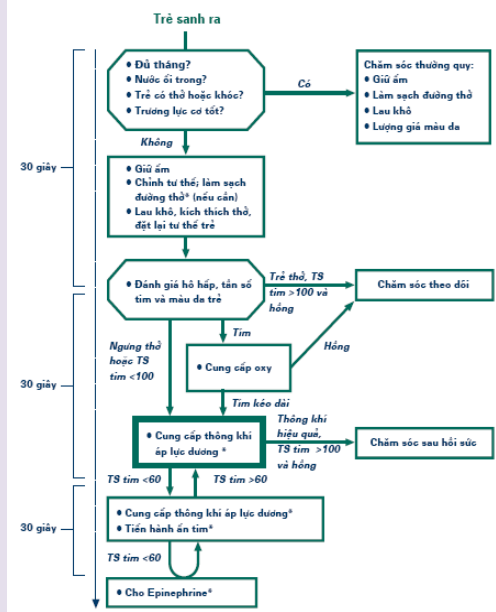 Trẻ sanh ra
• Đủ tháng?
• Nước ối trong?
• Trẻ có thở hoặc khóc?
• Trương lực cơ tốt?
Có
Chăm sóc thường quy:
• Giữ ấm
• Làm sạch đường thở
• Lau khô
• Lượng giá màu da
Không
30 giây
• Giữ ấm
• Chỉnh tư thế; làm sạch
đường thở* (nếu cần)
• Lau khô, kích thích thở,
đặt lại tư thế trẻ
• Đánh giá hô hấp, tần số
tim và màu da trẻ
Trẻ thở, TS
tim >100 và
hồng
Chăm sóc theo dõi
Ngưng thở
hoặc TS
tim <100
Tím
Hồng
30 giây
• Cung cấp oxy
Tím kéo dài
• Cung cấp thông khí
áp lực dương *
Thông khí
hiệu quả,
TS tim >100
và hồng
Chăm sóc sau hồi sức
TS tim <60
TS tim >60
30 giây
• Cung cấp thông khí áp lực dương*
• Tiến hành ấn tim*
TS tim <60
• Cho Epinephrine*